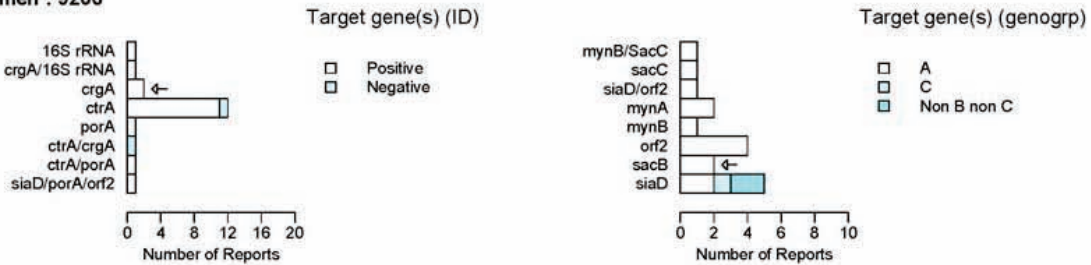 Target gene(s) (ID)
16S rRNA
crgA/16S rRNA
crgA
ctrA
porA
ctrA/crgA
ctrA/porA
siaD/porA/orf2
Positive
Negative
0 4 8 12 16 20
Number of Reports
Target gene(s) (genogrp)
mynB/SacC
sacC
siaD/orf2
mynA
mynB
orf2
sacB
siaD
A
C
Non B non C
0 2 4 6 8 10
Number of Reports